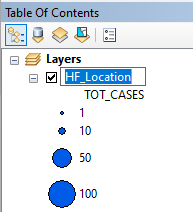 Table Of Contents
Layers
HF_Location
TOT_CASES
1
10
50
100